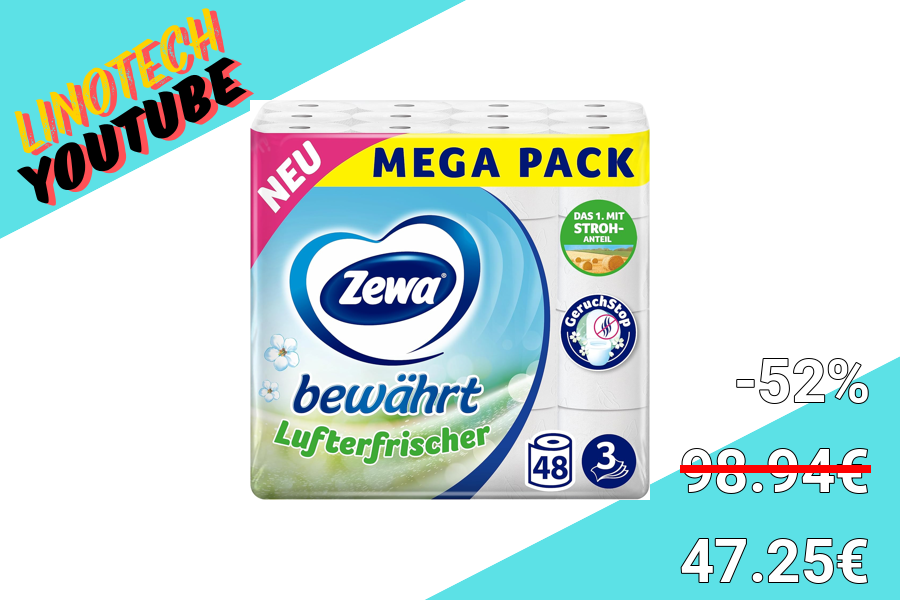 LINOTECH
YOUTUBE
NEU
MEGA PACK
DAS 1. MIT
STROH-
ANTEIL
Zewa®
GeruchStop
bewährt
Lufterfrischer
48
3
-52%
98.94€
47.25€